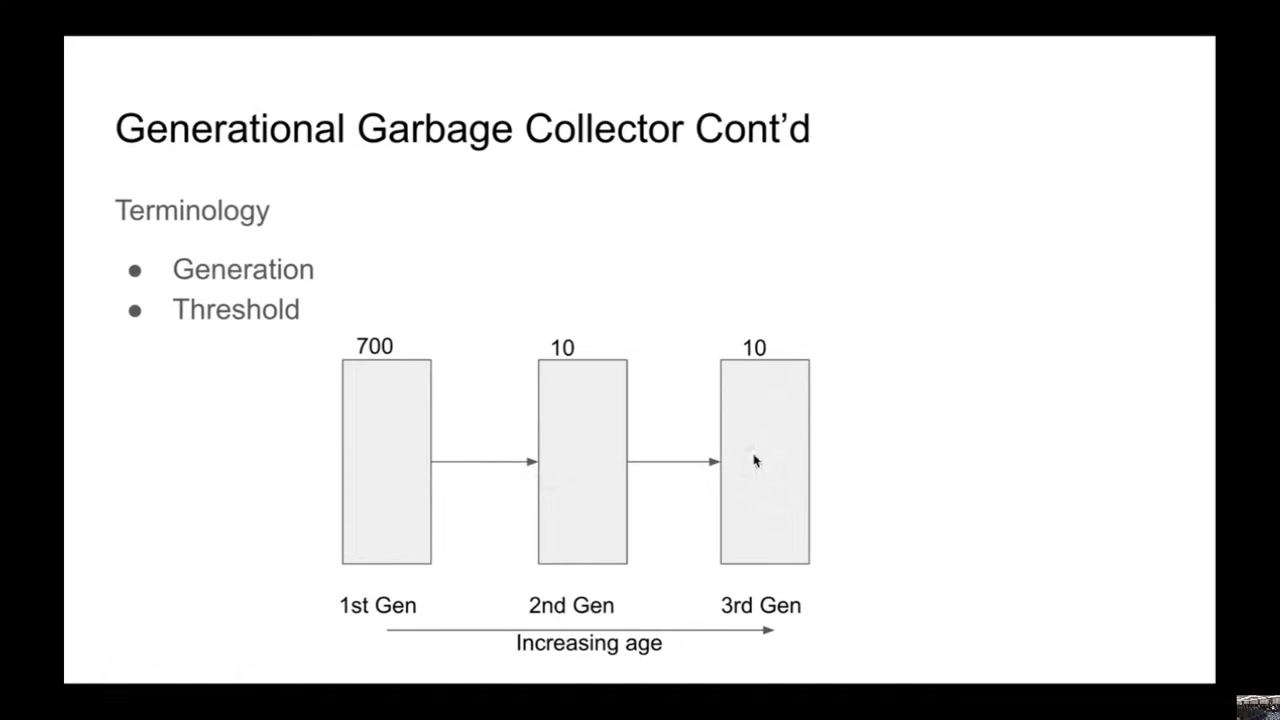 Generational Garbage Collector Cont’d
Terminology
● Generation
● Threshold
700
10
10
1st Gen
2nd Gen
3rd Gen
Increasing age